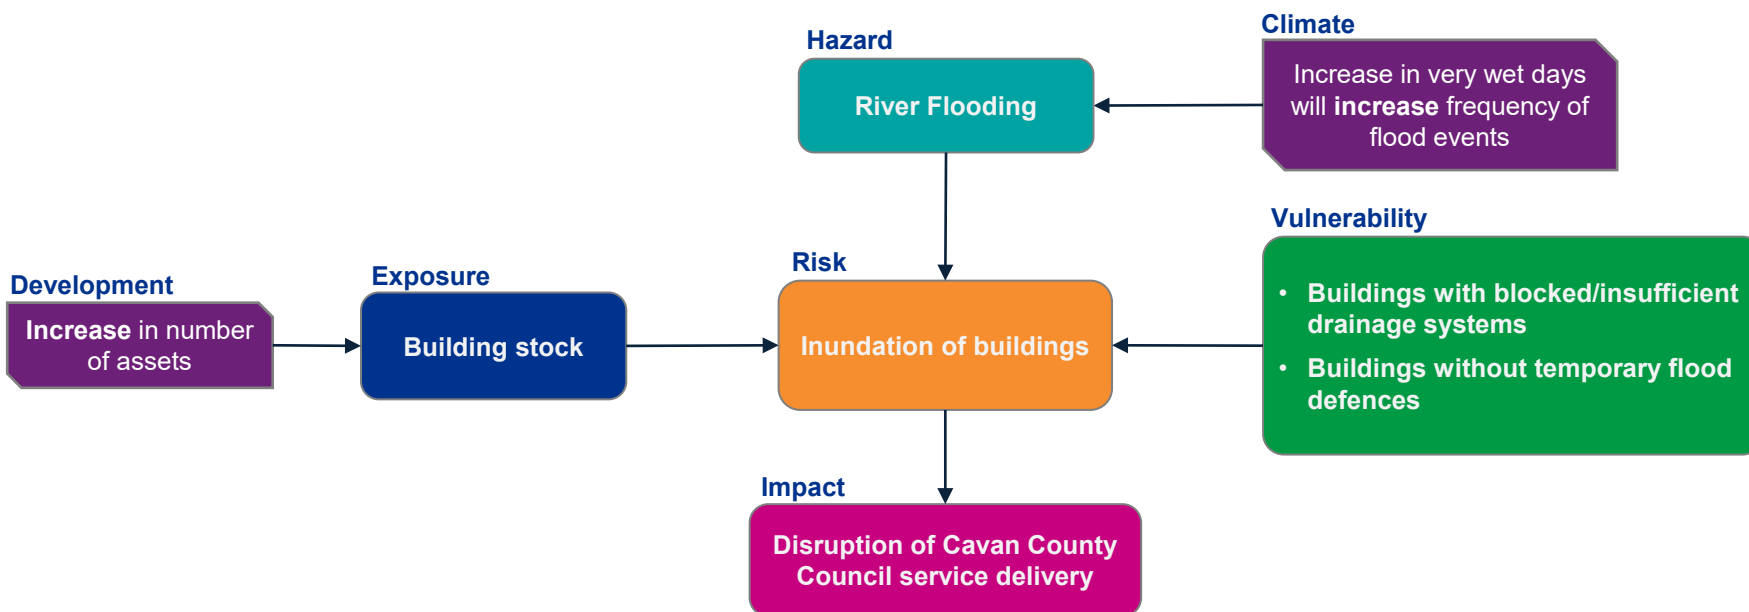 Climate
Increase in very wet days
will increase frequency of
flood events
Hazard
River Flooding
Vulnerability
• Buildings with blocked/insufficient
drainage systems
• Buildings without temporary flood
defences
Development
Increase in number
of assets
Exposure
Building stock
Risk
Inundation of buildings
Impact
Disruption of Cavan County
Council service delivery